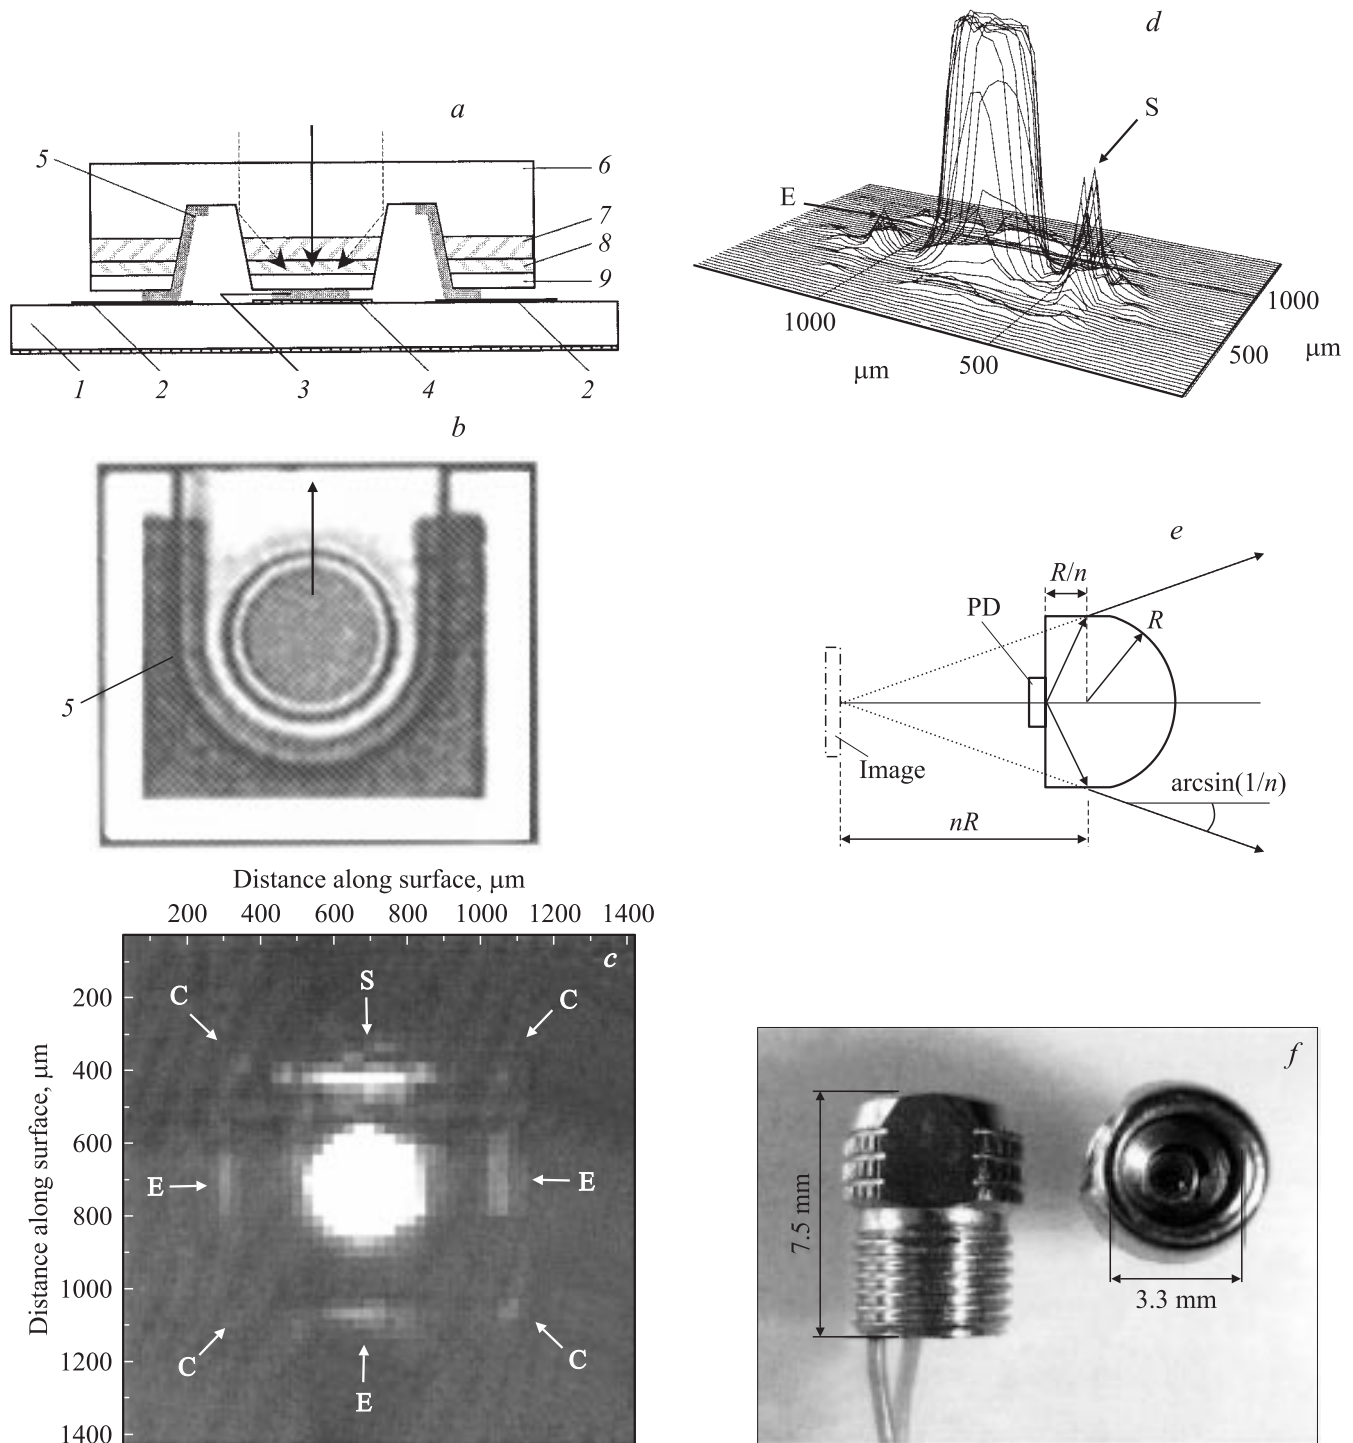 a
5
6
7
8
9
1
2
3
4
2
b
5
Distance along surface, μm
200 400 600 800 1000 1200 1400
c
Distance along surface, μm
200
400
600
800
1000
1200
1400
C
S
C
E
E
C
C
E
d
S
E
1000
500
μm
1000
500
μm
e
R/n
PD
R
Image
arcsin(1/n)
nR
f
7.5 mm
3.3 mm